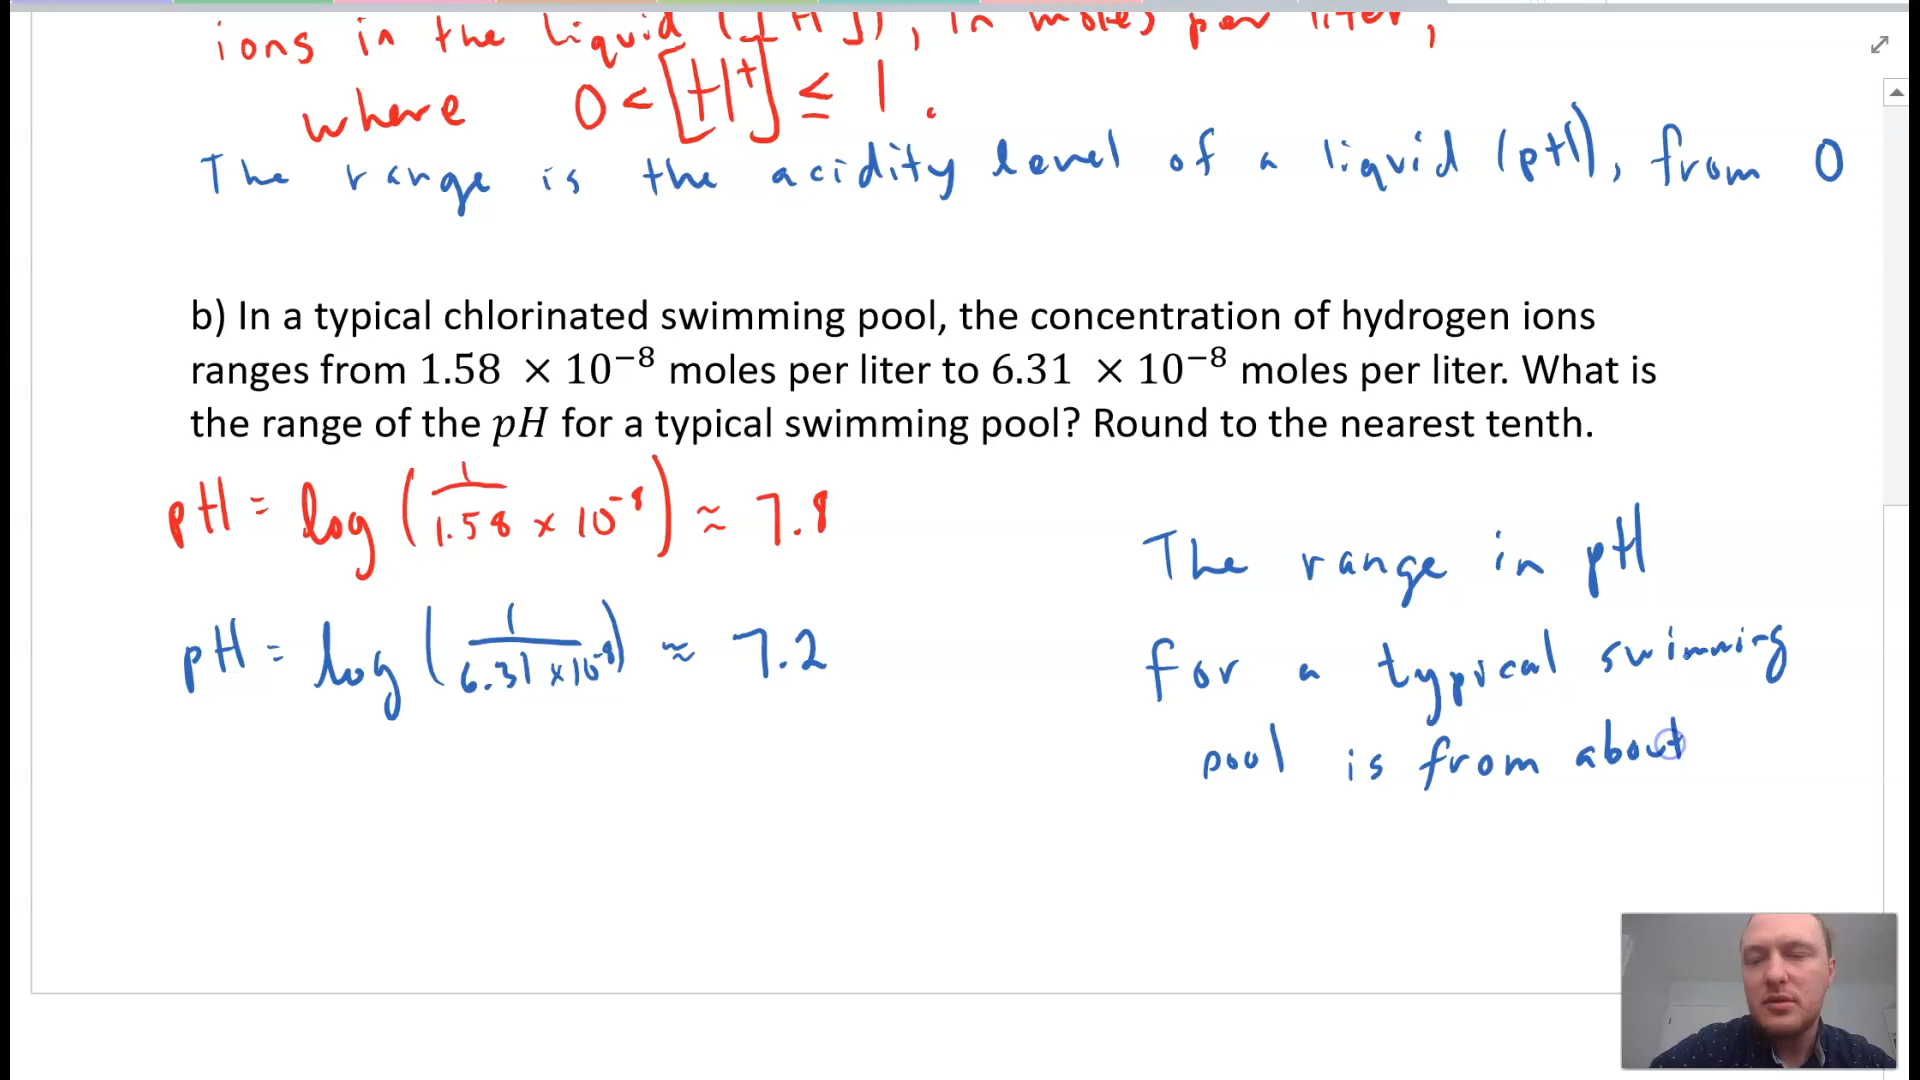 ions in the liquid ([H ]), in moles per liter,
where 0 < [H⁺] ≤ 1.
The range is the acidity level of a liquid (pH), from 0
b) In a typical chlorinated swimming pool, the concentration of hydrogen ions
ranges from 1.58 × 10⁻⁸ moles per liter to 6.31 × 10⁻⁸ moles per liter. What is
the range of the pH for a typical swimming pool? Round to the nearest tenth.
pH = log (1/1.58 × 10⁻⁸) ≈ 7.8
pH = log (1/6.31 × 10⁻⁸) ≈ 7.2
The range in pH
for a typical swimming
pool is from about